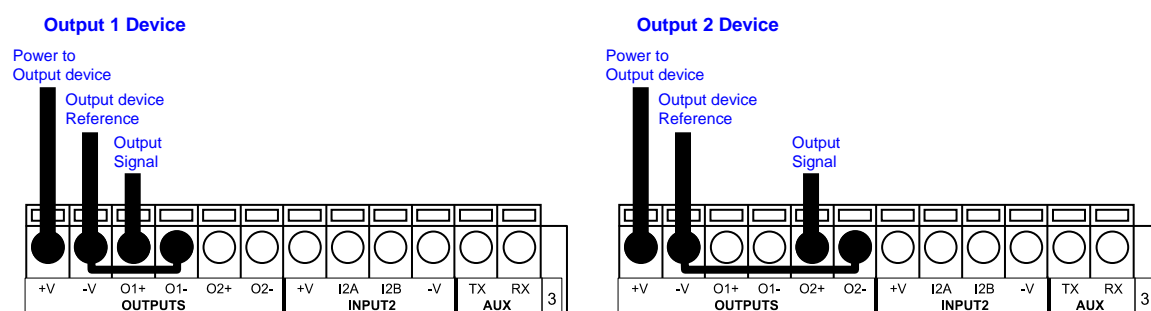 Output 1 Device
Power to
Output device
Output device
Reference
Output
Signal
+V -V O1+ O1- O2+ O2- +V I2A I2B -V TX RX
OUTPUTS INPUT2 AUX 3
Output 2 Device
Power to
Output device
Output device
Reference
Output
Signal
+V -V O1+ O1- O2+ O2- +V I2A I2B -V TX RX
OUTPUTS INPUT2 AUX 3